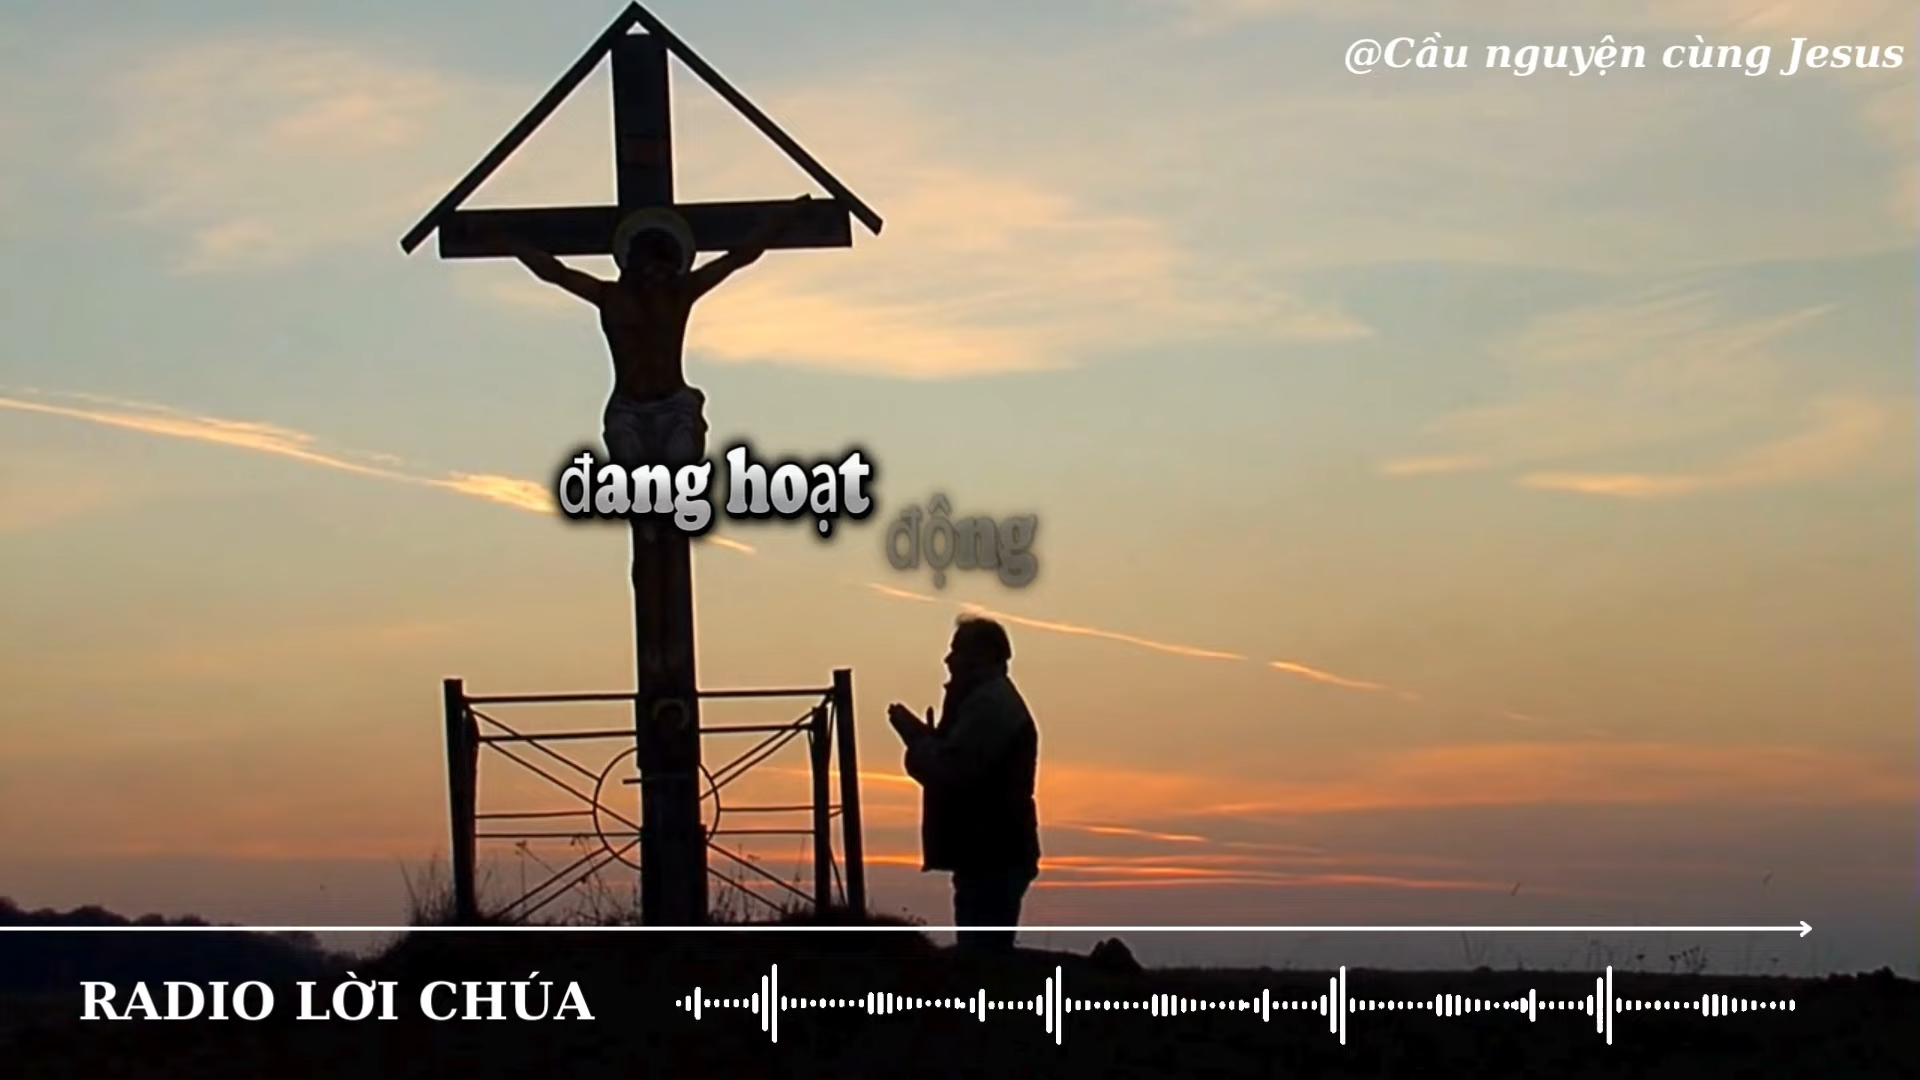 @Cầu nguyện cùng Jesus
đang hoạt động
RADIO LỜI CHÚA